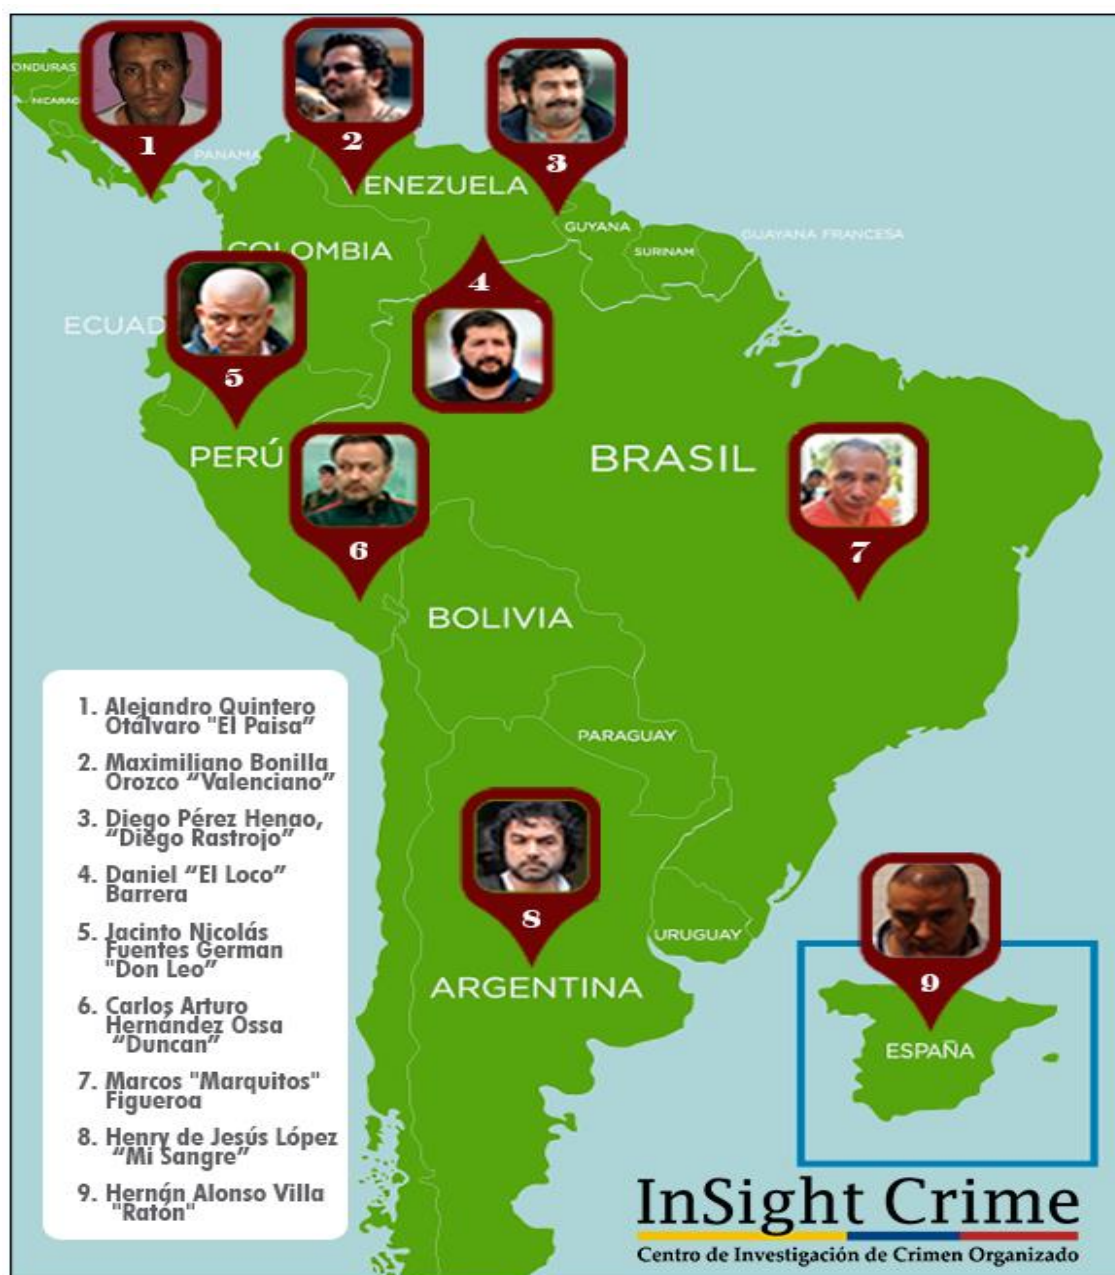 ONDURAS
NICARAG
1
2
3
PANAMA
VENEZUELA
GUYANA
SURINAM
GUAYANA FRANCESA
COLOMBIA
4
ECUAD
5
PERÚ
BRASIL
6
7
BOLIVIA
PARAGUAY
8
URUGUAY
ARGENTINA
9
ESPAÑA
1. Alejandro Quintero
Otálvaro "El Paisa”
2. Maximiliano Bonilla
Orozco “Valenciano”
3. Diego Pérez Henao,
“Diego Rastrojo”
4. Daniel “El Loco”
Barrera
5. Jacinto Nicolás
Fuentes German
"Don Leo”
6. Carlos Arturo
Hernández Ossa
“Duncan”
7. Marcos "Marquitos"
Figueroa
8. Henry de Jesús López
“Mi Sangre”
9. Hernán Alonso Villa
"Ratón"
InSight Crime
Centro de Investigación de Crimen Organizado